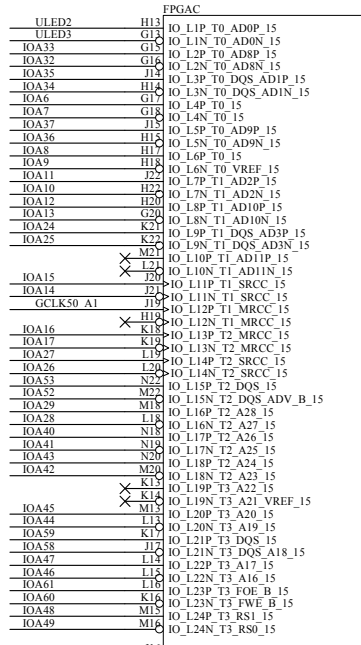 FPGAC
ULED2 H13 IO_L1P_T0_AD0P_15
ULED3 G13 IO_L1N_T0_AD0N_15
IOA33 G15 IO_L2P_T0_AD8P_15
IOA32 G16 IO_L2N_T0_AD8N_15
IOA35 J14 IO_L3P_T0_DQS_AD1P_15
IOA34 H14 IO_L3N_T0_DQS_AD1N_15
IOA6 G17 IO_L4P_T0_15
IOA7 G18 IO_L4N_T0_15
IOA37 J15 IO_L5P_T0_AD9P_15
IOA36 H15 IO_L5N_T0_AD9N_15
IOA8 H17 IO_L6P_T0_15
IOA9 H18 IO_L6N_T0_VREF_15
IOA11 J22 IO_L7P_T1_AD2P_15
IOA10 H22 IO_L7N_T1_AD2N_15
IOA12 H20 IO_L8P_T1_AD10P_15
IOA13 G20 IO_L8N_T1_AD10N_15
IOA24 K21 IO_L9P_T1_DQS_AD3P_15
IOA25 K22 IO_L9N_T1_DQS_AD3N_15
M21 IO_L10P_T1_AD11P_15
L21 IO_L10N_T1_AD11N_15
IOA15 J20 IO_L11P_T1_SRCC_15
IOA14 J21 IO_L11N_T1_SRCC_15
GCLK50_A1 J19 IO_L12P_T1_MRCC_15
H19 IO_L12N_T1_MRCC_15
IOA16 K18 IO_L13P_T2_MRCC_15
IOA17 K19 IO_L13N_T2_MRCC_15
IOA27 L19 IO_L14P_T2_SRCC_15
IOA26 L20 IO_L14N_T2_SRCC_15
IOA53 N22 IO_L15P_T2_DQS_15
IOA52 M22 IO_L15N_T2_DQS_ADV_B_15
IOA29 M18 IO_L16P_T2_A28_15
IOA28 L18 IO_L16N_T2_A27_15
IOA40 N18 IO_L17P_T2_A26_15
IOA41 N19 IO_L17N_T2_A25_15
IOA43 N20 IO_L18P_T2_A24_15
IOA42 M20 IO_L18N_T2_A23_15
K13 IO_L19P_T3_A22_15
K14 IO_L19N_T3_A21_VREF_15
IOA45 M13 IO_L20P_T3_A20_15
IOA44 L13 IO_L20N_T3_A19_15
IOA59 K17 IO_L21P_T3_DQS_15
IOA58 J17 IO_L21N_T3_DQS_A18_15
IOA47 L14 IO_L22P_T3_A17_15
IOA46 L15 IO_L22N_T3_A16_15
IOA61 L16 IO_L23P_T3_FOE_B_15
IOA60 K16 IO_L23N_T3_FWE_B_15
IOA48 M15 IO_L24P_T3_RS1_15
IOA49 M16 IO_L24N_T3_RS0_15